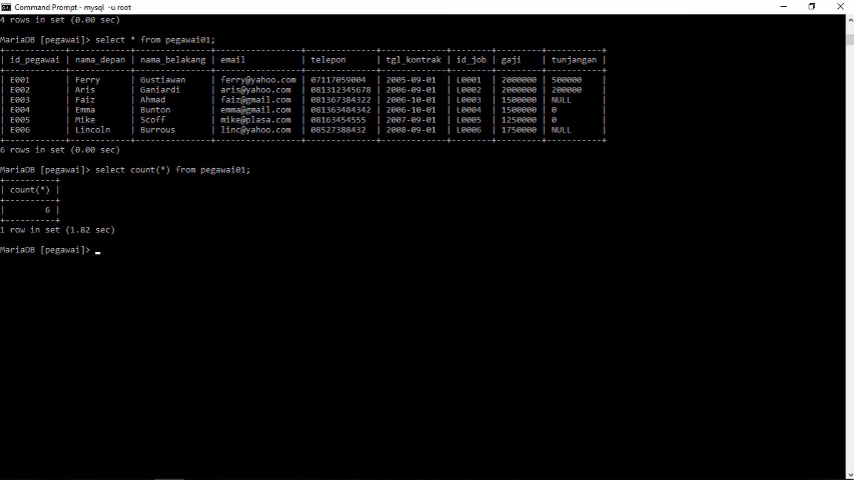 Command Prompt - mysql -u root
4 rows in set (0.00 sec)
MariaDB [pegawai]> select * from pegawai01;
+-----------+------------+---------------+-----------------+--------------+-------------+--------+---------+-----------+
| id_pegawai | nama_depan | nama_belakang | email | telepon | tgl_kontrak | id_job | gaji | tunjangan |
+-----------+------------+---------------+-----------------+--------------+-------------+--------+---------+-----------+
| E001 | Ferry | Gustiawan | ferry@yahoo.com | 07117059004 | 2005-09-01 | L0001 | 2000000 | 500000 |
| E002 | Aris | Ganiardi | aris@yahoo.com | 081312345678 | 2006-09-01 | L0002 | 2000000 | 200000 |
| E003 | Faiz | Ahmad | faiz@gmail.com | 081367384322 | 2006-10-01 | L0003 | 1500000 | NULL |
| E004 | Emma | Bunton | emma@gmail.com | 081363484342 | 2006-10-01 | L0004 | 1500000 | 0 |
| E005 | Mike | Scoff | mike@plasa.com | 08163454555 | 2007-09-01 | L0005 | 1250000 | 0 |
| E006 | Lincoln | Burrous | linc@yahoo.com | 08527388432 | 2008-09-01 | L0006 | 1750000 | NULL |
+-----------+------------+---------------+-----------------+--------------+-------------+--------+---------+-----------+
6 rows in set (0.00 sec)
MariaDB [pegawai]> select count(*) from pegawai01;
+----------+
| count(*) |
+----------+
| 6 |
+----------+
1 row in set (1.82 sec)
MariaDB [pegawai]> _